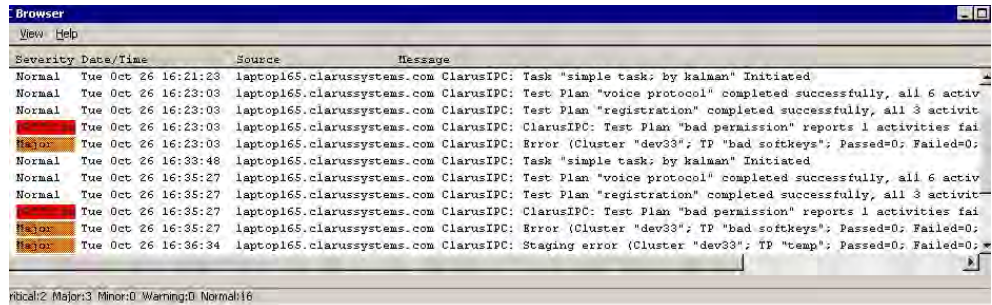 Browser
View Help
Severity Date/Time Source Message
Normal Tue Oct 26 16:21:23 laptop165.clarussystems.com ClarusIPC: Task "simple task; by kalman" Initiated
Normal Tue Oct 26 16:23:03 laptop165.clarussystems.com ClarusIPC: Test Plan "voice protocol" completed successfully, all 6 activ
Normal Tue Oct 26 16:23:03 laptop165.clarussystems.com ClarusIPC: Test Plan "registration" completed successfully, all 3 activit
Tue Oct 26 16:23:03 laptop165.clarussystems.com ClarusIPC: ClarusIPC: Test Plan "bad permission" reports 1 activities fai
Major Tue Oct 26 16:23:03 laptop165.clarussystems.com ClarusIPC: Error (Cluster "dev33"; TP "bad softkeys"; Passed=0; Failed=0;
Normal Tue Oct 26 16:33:48 laptop165.clarussystems.com ClarusIPC: Task "simple task; by kalman" Initiated
Normal Tue Oct 26 16:35:27 laptop165.clarussystems.com ClarusIPC: Test Plan "voice protocol" completed successfully, all 6 activ
Normal Tue Oct 26 16:35:27 laptop165.clarussystems.com ClarusIPC: Test Plan "registration" completed successfully, all 3 activit
Tue Oct 26 16:35:27 laptop165.clarussystems.com ClarusIPC: ClarusIPC: Test Plan "bad permission" reports 1 activities fai
Major Tue Oct 26 16:35:27 laptop165.clarussystems.com ClarusIPC: Error (Cluster "dev33"; TP "bad softkeys"; Passed=0; Failed=0;
Major Tue Oct 26 16:36:34 laptop165.clarussystems.com ClarusIPC: Staging error (Cluster "dev33"; TP "temp"; Passed=0; Failed=0;
ritical:2 Major:3 Minor:0 Warning:0 Normal:16